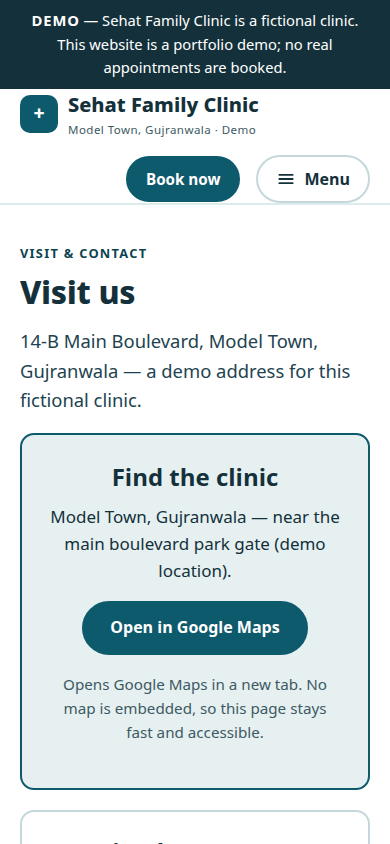 DEMO — Sehat Family Clinic is a fictional clinic.
This website is a portfolio demo; no real
appointments are booked.
+
Sehat Family Clinic
Model Town, Gujranwala · Demo
Book now
Menu
VISIT & CONTACT
Visit us
14-B Main Boulevard, Model Town,
Gujranwala — a demo address for this
fictional clinic.
Find the clinic
Model Town, Gujranwala — near the
main boulevard park gate (demo
location).
Open in Google Maps
Opens Google Maps in a new tab. No
map is embedded, so this page stays
fast and accessible.